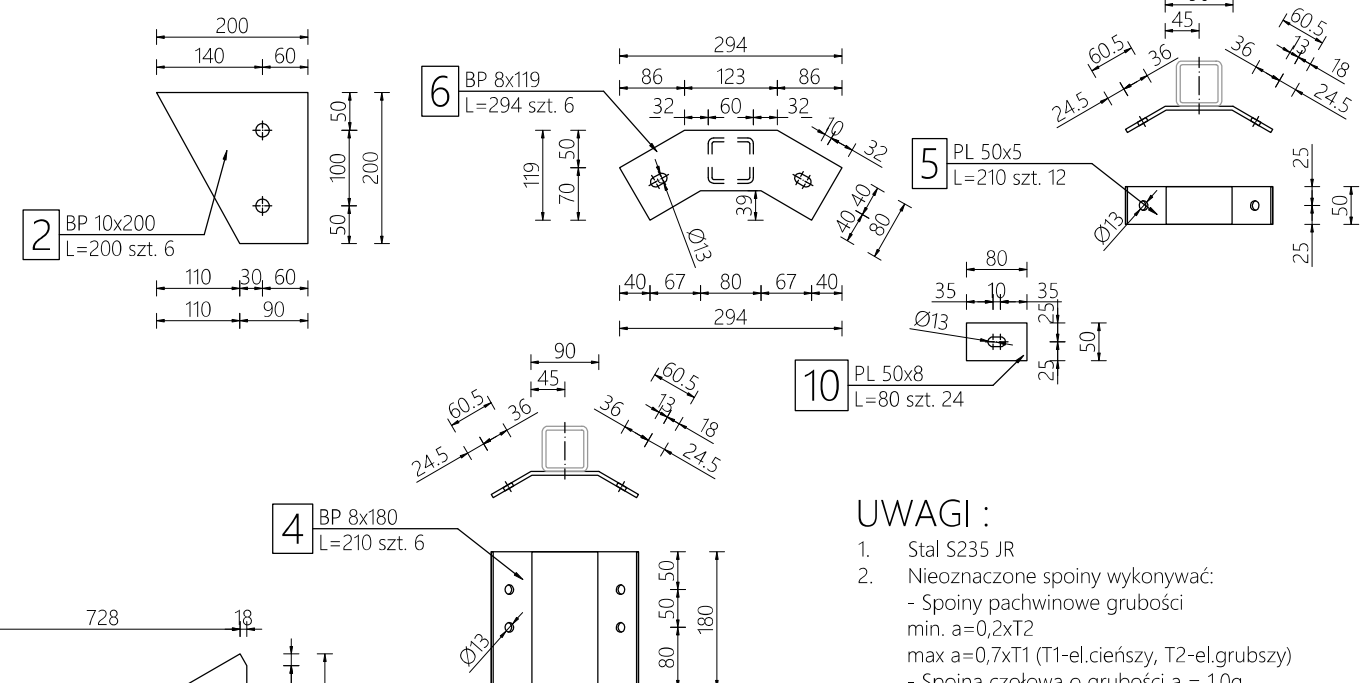 200
140 60
50
100
200
50
2
BP 10x200
L=200 szt. 6
110 30 60
110 90
294
86 123 86
32 60 32
6
BP 8x119
L=294 szt. 6
119
50
70
39
Ø13
10
32
40
40
80
40 67 80 67 40
294
45
60.5
36
24.5
36
60.5
13
18
24.5
5
PL 50x5
L=210 szt. 12
Ø13
25
25
50
80
35 10 35
Ø13
25
25
50
10
PL 50x8
L=80 szt. 24
90
45
60.5
36
24.5
36
60.5
13
18
24.5
4
BP 8x180
L=210 szt. 6
Ø13
50
50
80
180
728 18
UWAGI :
1. Stal S235 JR
2. Nieoznaczone spoiny wykonywać:
- Spoiny pachwinowe grubości
min. a=0,2xT2
max a=0,7xT1 (T1-el.cieńszy, T2-el.grubszy)
- Spoina czołowa o grubości a = 1,0g